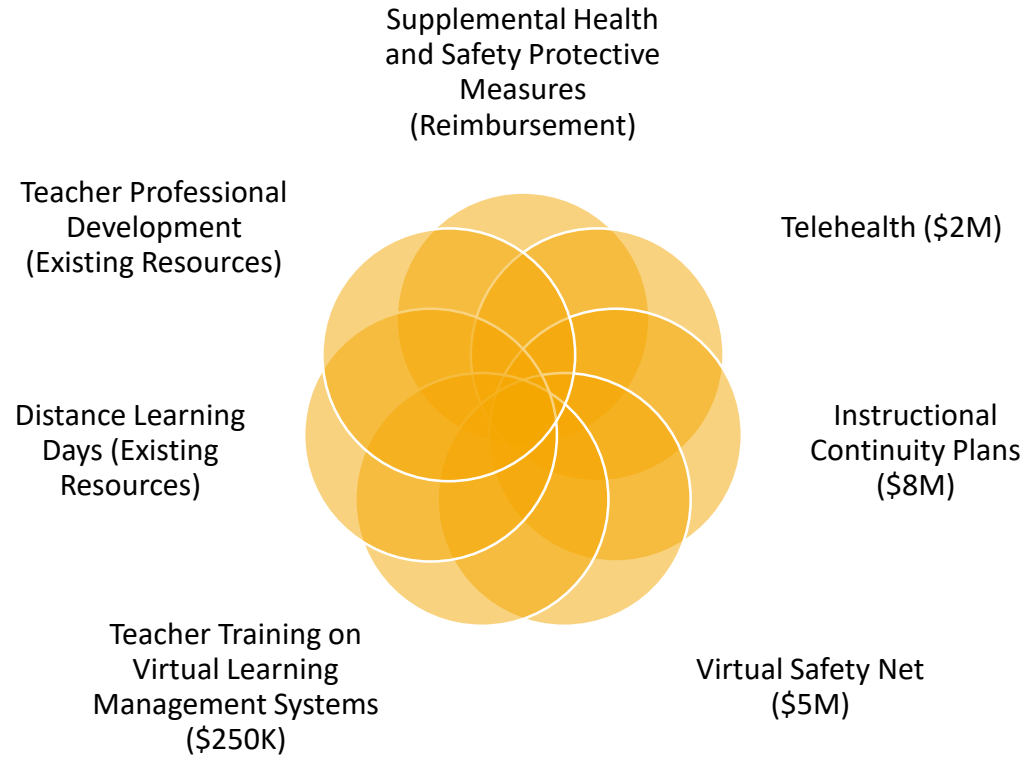 Supplemental Health
and Safety Protective
Measures
(Reimbursement)
Telehealth ($2M)
Instructional
Continuity Plans
($8M)
Virtual Safety Net
($5M)
Teacher Training on
Virtual Learning
Management Systems
($250K)
Distance Learning
Days (Existing
Resources)
Teacher Professional
Development
(Existing Resources)